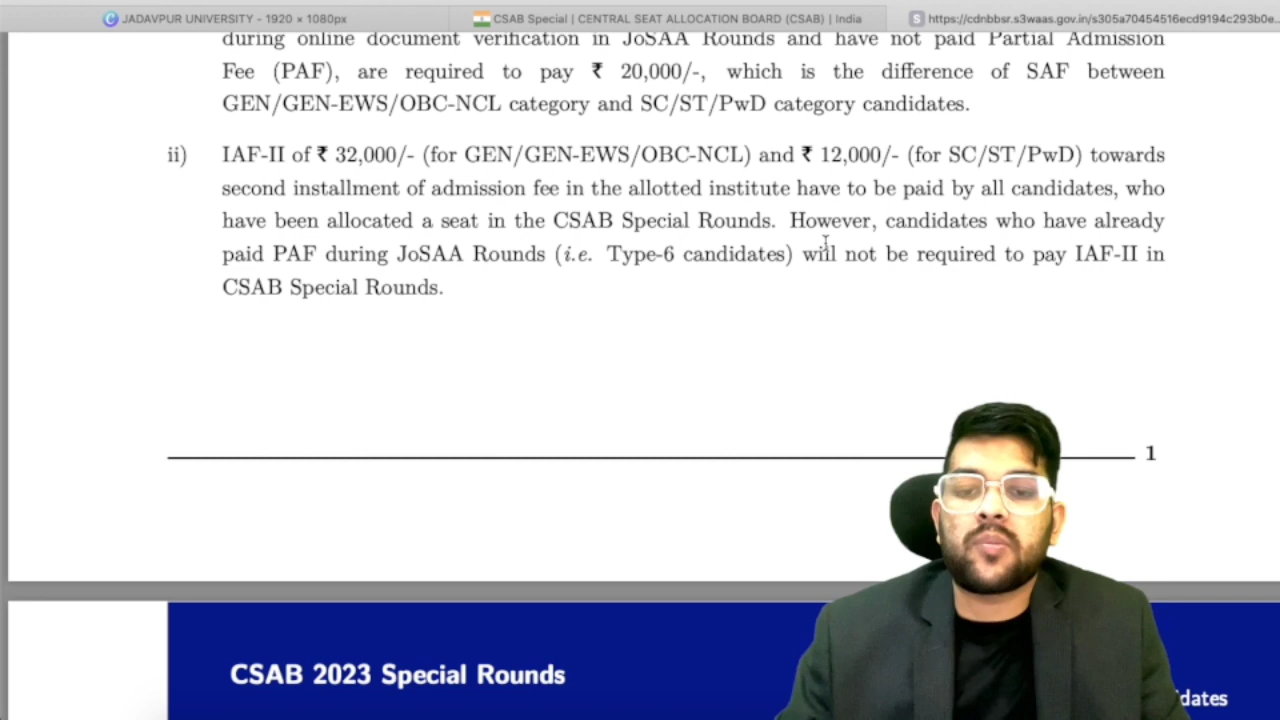 JADAVPUR UNIVERSITY - 1920 × 1080px
CSAB Special | CENTRAL SEAT ALLOCATION BOARD (CSAB) | India
S https://cdnbbsr.s3waas.gov.in/s305a70454516ecd9194c293b0e...
during online document verification in JoSAA Rounds and have not paid Partial Admission
Fee (PAF), are required to pay ₹ 20,000/-, which is the difference of SAF between
GEN/GEN-EWS/OBC-NCL category and SC/ST/PwD category candidates.
ii) IAF-II of ₹ 32,000/- (for GEN/GEN-EWS/OBC-NCL) and ₹ 12,000/- (for SC/ST/PwD) towards
second installment of admission fee in the allotted institute have to be paid by all candidates, who
have been allocated a seat in the CSAB Special Rounds. However, candidates who have already
paid PAF during JoSAA Rounds (i.e. Type-6 candidates) will not be required to pay IAF-II in
CSAB Special Rounds.
1
CSAB 2023 Special Rounds
dates